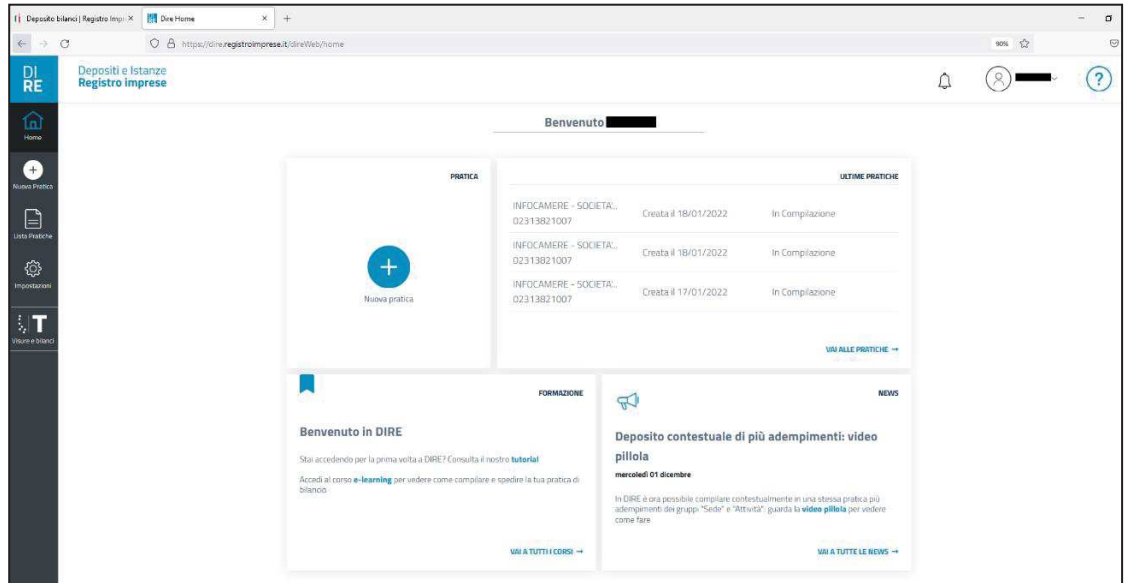 Deposito bilanci | Registro Impr
Dire Home
https://dire.registroimprese.it/direWeb/home
90%
DI
RE
Depositi e Istanze
Registro imprese
Home
Nuova Pratica
Lista Pratiche
Impostazioni
T
Visure e bilanci
Benvenuto
PRATICA
Nuova pratica
ULTIME PRATICHE
INFOCAMERE - SOCIETA'... Creata il 18/01/2022 In Compilazione
02313821007
INFOCAMERE - SOCIETA'... Creata il 18/01/2022 In Compilazione
02313821007
INFOCAMERE - SOCIETA'... Creata il 17/01/2022 In Compilazione
02313821007
VAI ALLE PRATICHE →
FORMAZIONE
Benvenuto in DIRE
Stai accedendo per la prima volta a DIRE? Consulta il nostro tutorial
Accedi al corso e-learning per vedere come compilare e spedire la tua pratica di
bilancio
VAI A TUTTI I CORSI →
NEWS
Deposito contestuale di più adempimenti: video
pillola
mercoledì 01 dicembre
In DIRE è ora possibile compilare contestualmente in una stessa pratica più
adempimenti dei gruppi "Sede" e "Attività": guarda la video pillola per vedere
come fare
VAI A TUTTE LE NEWS →